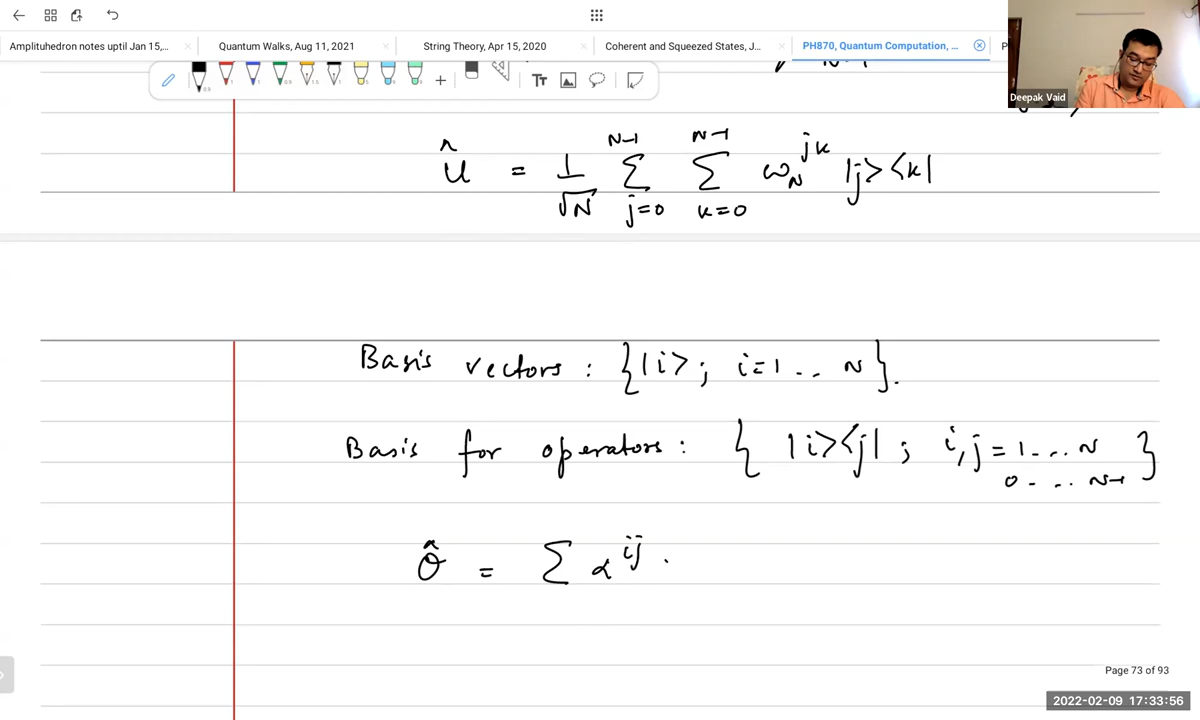 Amplituhedron notes uptil Jan 15,... Quantum Walks, Aug 11, 2021 String Theory, Apr 15, 2020 Coherent and Squeezed States, J... PH870, Quantum Computation, ... P
Tt
Deepak Vaid
Û = 1/√N ∑_{j=0}^{N-1} ∑_{k=0}^{N-1} ω_N^{jk} |j><k|
Basis vectors : {|i> ; i=1 .. N}.
Basis for operators : { |i><j| ; i,j = 1 - .. N }
0 - .. N-1
Ô = ∑ α^{ij} .
Page 73 of 93
2022-02-09 17:33:56